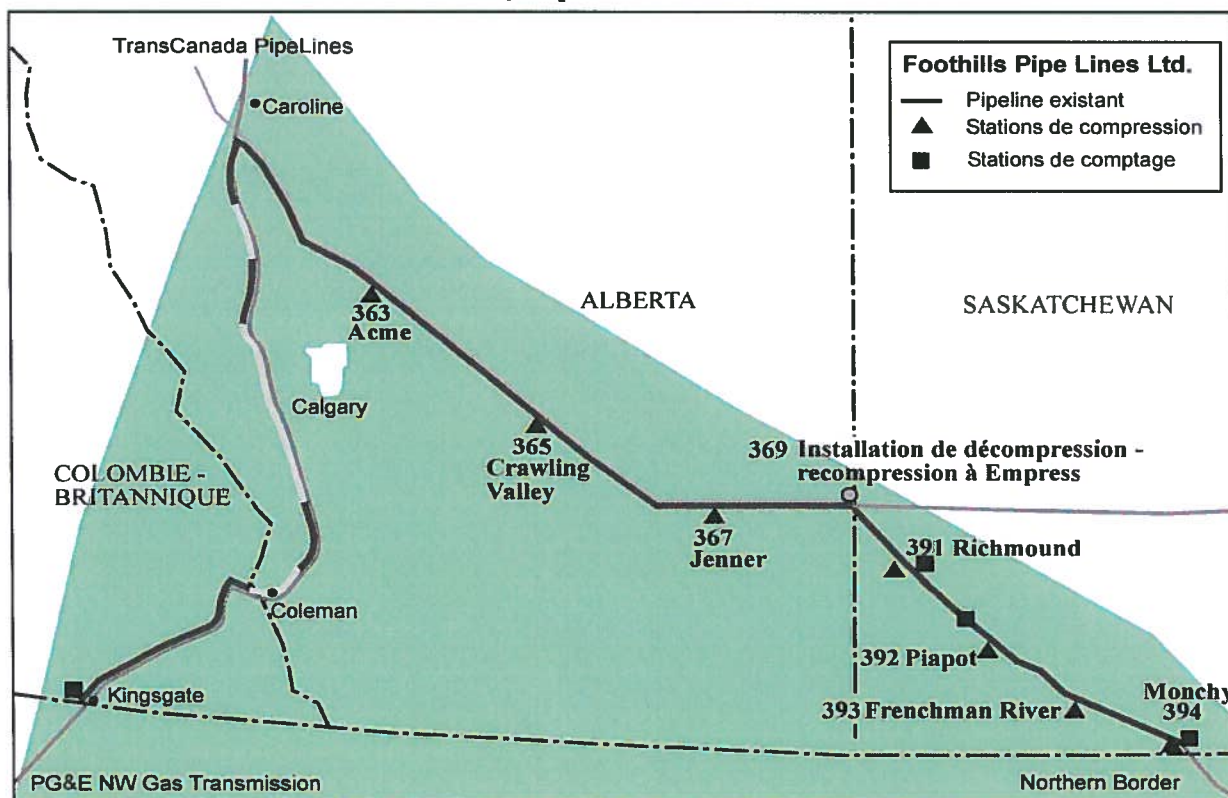 TransCanada PipeLines
Caroline
Foothills Pipe Lines Ltd.
Pipeline existant
Stations de compression
Stations de comptage
363
Acme
ALBERTA
SASKATCHEWAN
Calgary
365
Crawling
Valley
369 Installation de décompression -
recompression à Empress
COLOMBIE -
BRITANNIQUE
367
Jenner
391 Richmound
Coleman
392 Piapot
Kingsgate
393 Frenchman River
Monchy
394
PG&E NW Gas Transmission
Northern Border